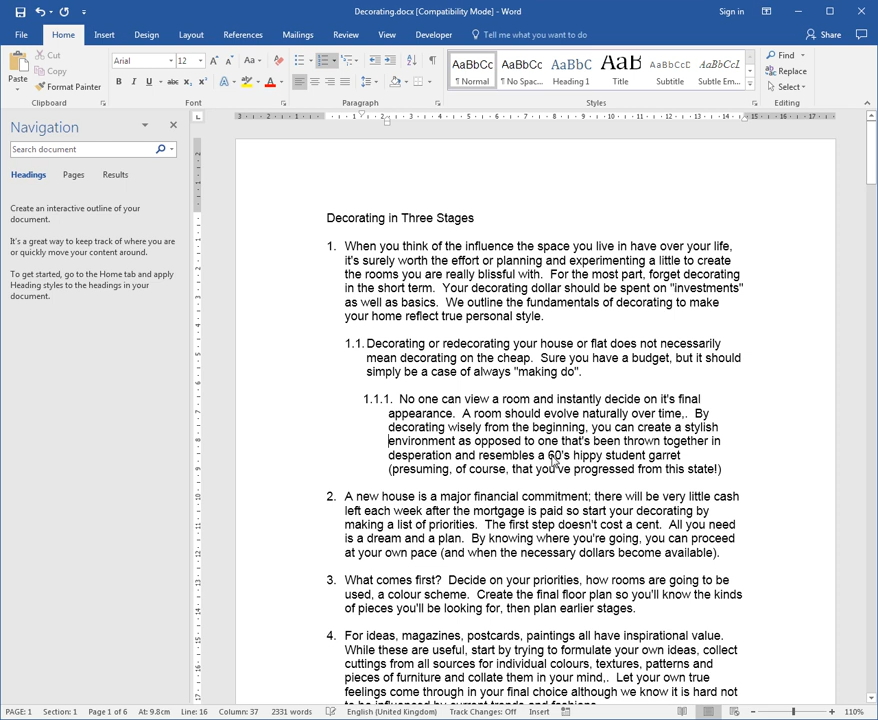 Decorating.docx [Compatibility Mode] - Word
Sign in
File Home Insert Design Layout References Mailings Review View Developer Tell me what you want to do Share
Paste
Cut
Copy
Format Painter
Clipboard
Arial 12
Font
Paragraph
AaBbCc AaBbCc AaBbC AaB AaBbCcD AaBbCcL
¶ Normal ¶ No Spac... Heading 1 Title Subtitle Subtle Em...
Styles
Find
Replace
Select
Editing
Navigation
Search document
Headings Pages Results
Create an interactive outline of your
document.
It's a great way to keep track of where you are
or quickly move your content around.
To get started, go to the Home tab and apply
Heading styles to the headings in your
document.
Decorating in Three Stages
1. When you think of the influence the space you live in have over your life,
it's surely worth the effort or planning and experimenting a little to create
the rooms you are really blissful with. For the most part, forget decorating
in the short term. Your decorating dollar should be spent on "investments"
as well as basics. We outline the fundamentals of decorating to make
your home reflect true personal style.
1.1. Decorating or redecorating your house or flat does not necessarily
mean decorating on the cheap. Sure you have a budget, but it should
simply be a case of always "making do".
1.1.1. No one can view a room and instantly decide on it's final
appearance. A room should evolve naturally over time,. By
decorating wisely from the beginning, you can create a stylish
environment as opposed to one that's been thrown together in
desperation and resembles a 60's hippy student garret
(presuming, of course, that you've progressed from this state!)
2. A new house is a major financial commitment; there will be very little cash
left each week after the mortgage is paid so start your decorating by
making a list of priorities. The first step doesn't cost a cent. All you need
is a dream and a plan. By knowing where you're going, you can proceed
at your own pace (and when the necessary dollars become available).
3. What comes first? Decide on your priorities, how rooms are going to be
used, a colour scheme. Create the final floor plan so you'll know the kinds
of pieces you'll be looking for, then plan earlier stages.
4. For ideas, magazines, postcards, paintings all have inspirational value.
While these are useful, start by trying to formulate your own ideas, collect
cuttings from all sources for individual colours, textures, patterns and
pieces of furniture and collate them in your mind,. Let your own true
feelings come through in your final choice although we know it is hard not
to be influenced by current trends and fashions.
PAGE: 1 Section: 1 Page 1 of 6 At: 9.8cm Line: 16 Column: 37 2331 words English (United Kingdom) Track Changes: Off Insert 110%